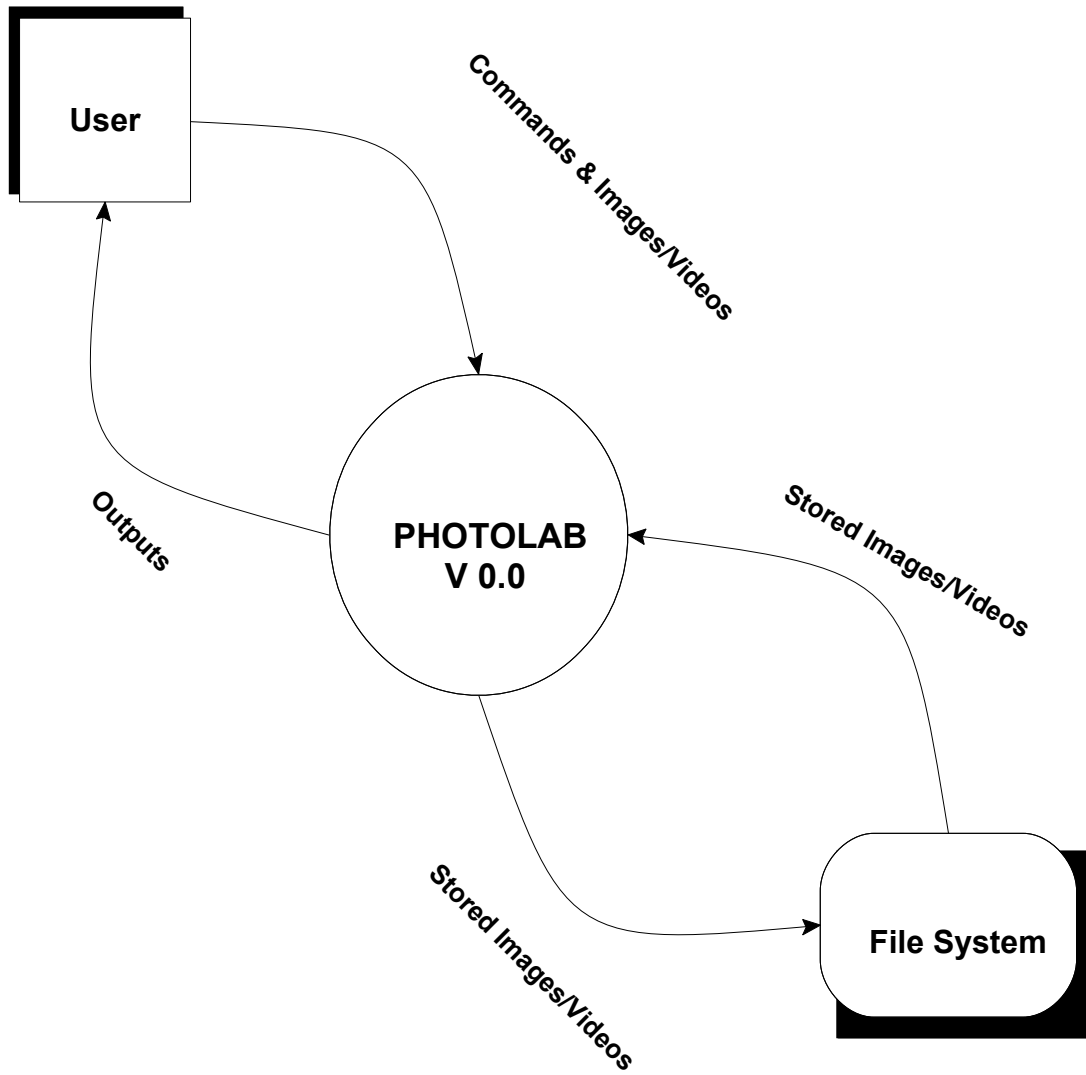 User
Commands & Images/Videos
Outputs
PHOTOLAB
V 0.0
Stored Images/Videos
Stored Images/Videos
File System